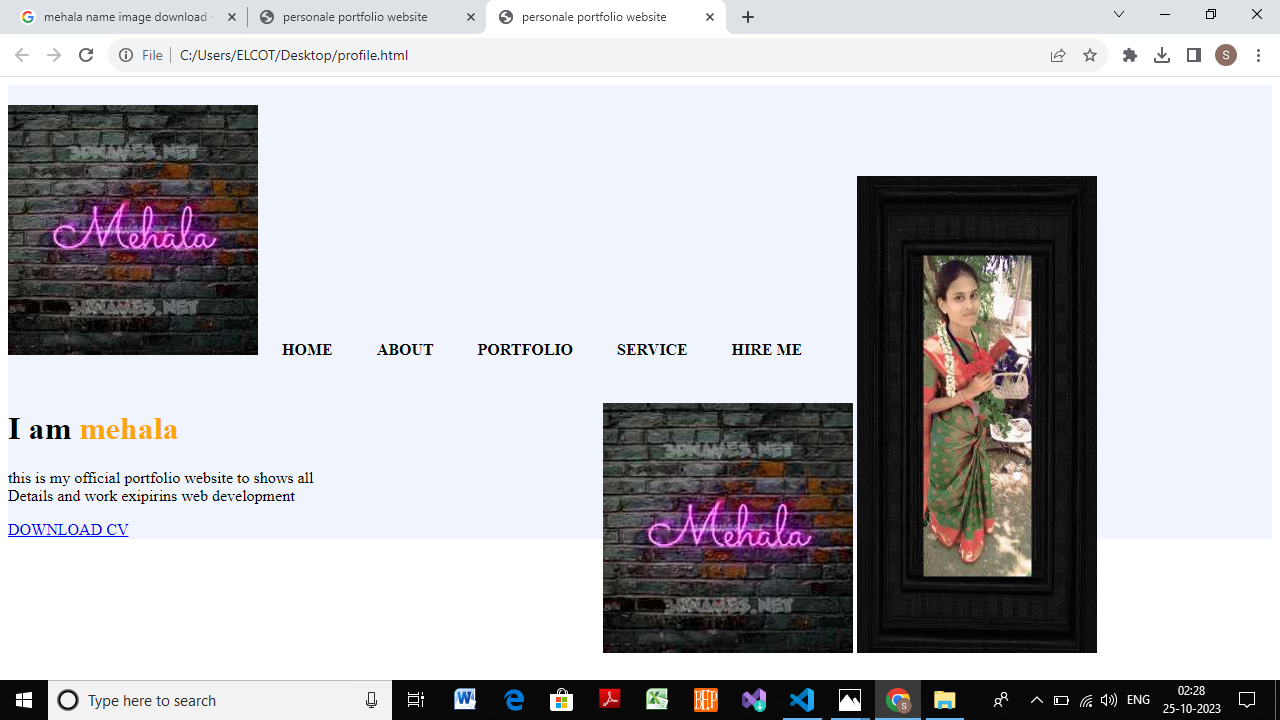 mehala name image download -
personale portfolio website
personale portfolio website
File
C:/Users/ELCOT/Desktop/profile.html
S
3DNAMES.NET
Mehala
3DNAMES.NET
HOME ABOUT PORTFOLIO SERVICE HIRE ME
I am mehala
this is my official portfolio website to shows all
Details and work exipirins web development
DOWNLOAD CV
3DNAMES.NET
Mehala
3DNAMES.NET
Type here to search
ENG
02:28
25-10-2023